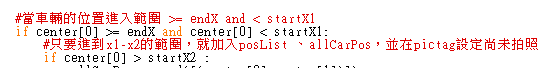 #當車輛的位置進入範圍 >= endX and < startX1
if center[0] >= endX and center[0] < startX1:
#只要進到x1-x2的範圍，就加入posList 、allCarPos，並在pictag設定尚未拍照
if center[0] > startX2 :